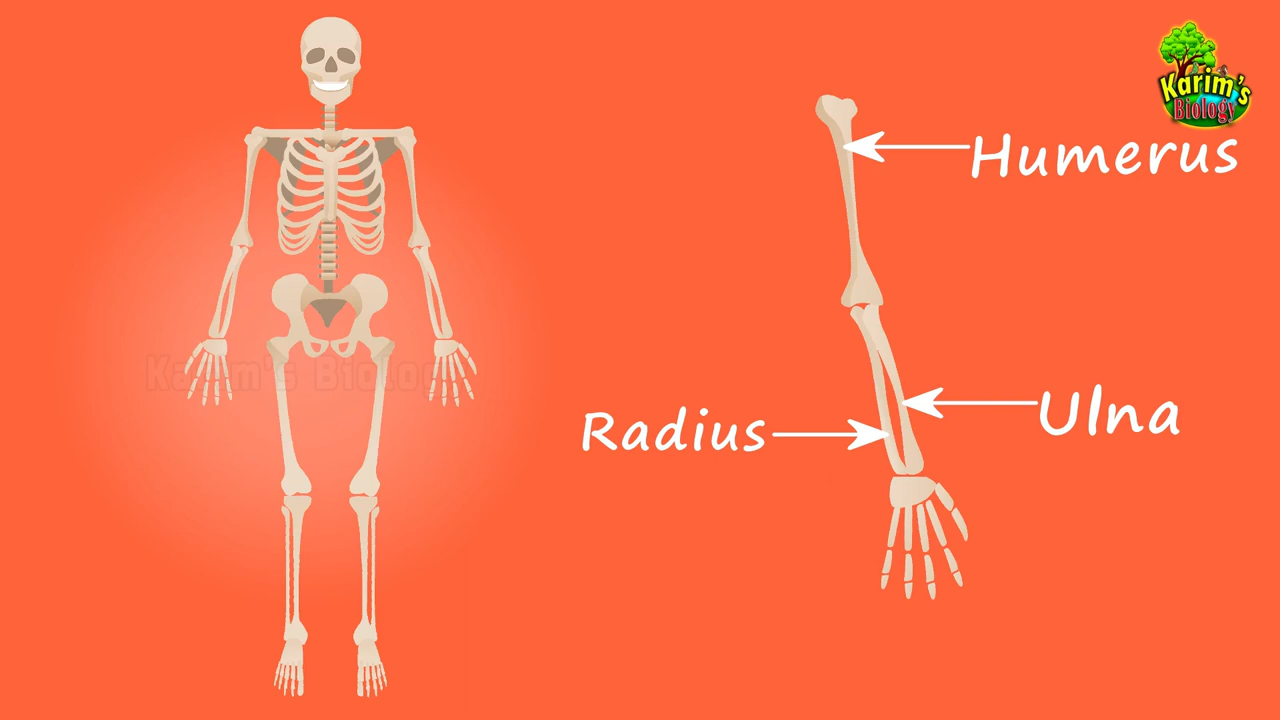 Karim's
Biology
Humerus
Ulna
Radius
Karim's Biology